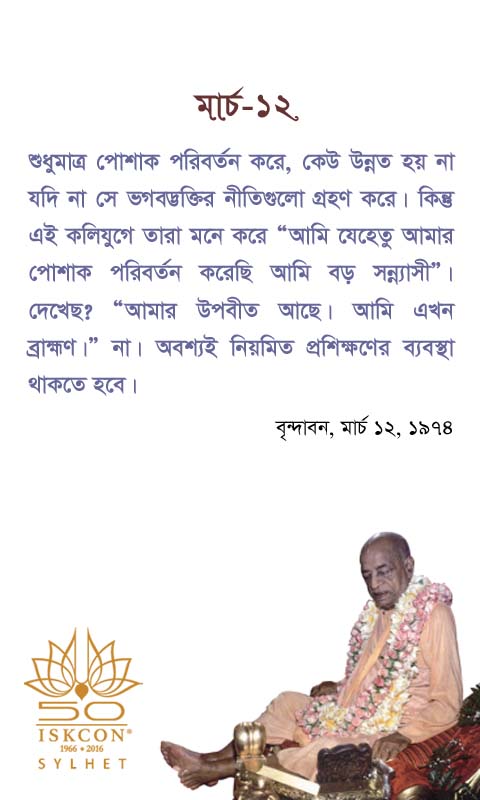 মার্চ-১২
শুধুমাত্র পোশাক পরিবর্তন করে, কেউ উন্নত হয় না
যদি না সে ভগবদ্ভক্তির নীতিগুলো গ্রহণ করে। কিন্তু
এই কলিযুগে তারা মনে করে “আমি যেহেতু আমার
পোশাক পরিবর্তন করেছি আমি বড় সন্ন্যাসী”।
দেখেছ? “আমার উপবীত আছে। আমি এখন
ব্রাহ্মণ।” না। অবশ্যই নিয়মিত প্রশিক্ষণের ব্যবস্থা
থাকতে হবে।
বৃন্দাবন, মার্চ ১২, ১৯৭৪
50
ISKCON®
1966 • 2016
SYLHET